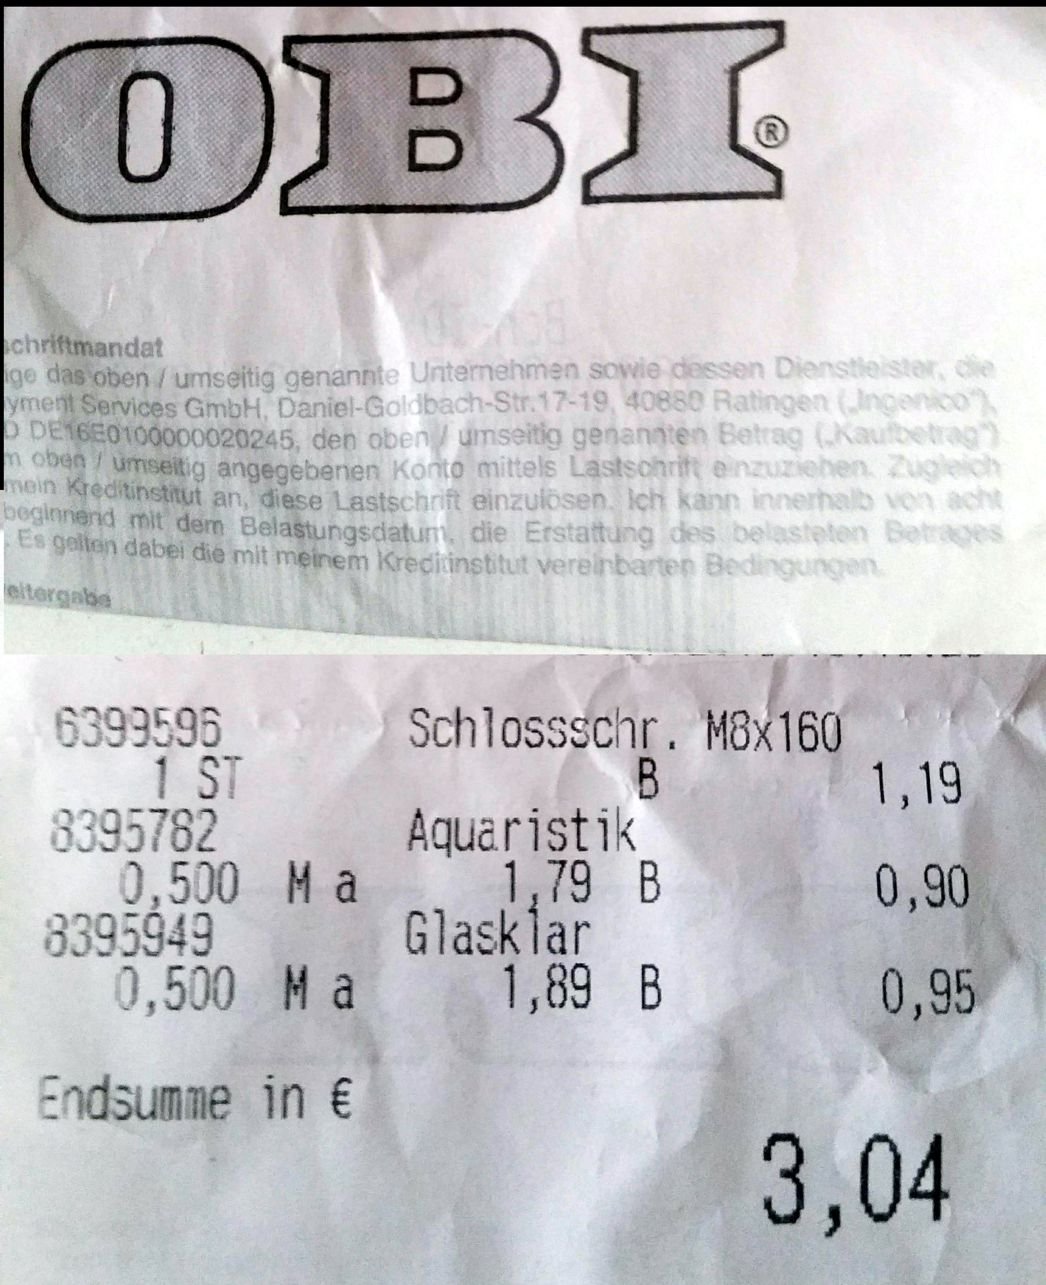 OBI®
schriftmandat
ige das oben / umseitig genannte Unternehmen sowie dessen Dienstleister, die
yment Services GmbH, Daniel-Goldbach-Str.17-19, 40880 Ratingen („Ingenico"),
D DE16E0100000020245, den oben / umseitig genannten Betrag („Kaufbetrag")
m oben / umseitig angegebenen Konto mittels Lastschrift einzuziehen. Zugleich
mein Kreditinstitut an, diese Lastschrift einzulösen. Ich kann innerhalb von acht
beginnend mit dem Belastungsdatum, die Erstattung des belasteten Betrages
. Es gelten dabei die mit meinem Kreditinstitut vereinbarten Bedingungen.
eitergabe
6399596 Schlossschr. M8x160
1 ST B 1,19
8395782 Aquaristik
0,500 M a 1,79 B 0,90
8395949 Glasklar
0,500 M a 1,89 B 0,95
Endsumme in €
3,04